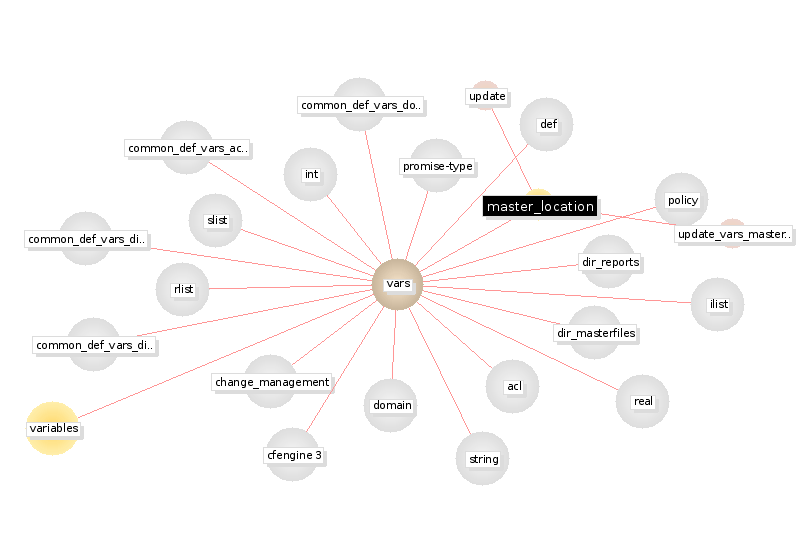 update
common_def_vars_do..
def
common_def_vars_ac..
promise-type
int
policy
master_location
slist
update_vars_master..
common_def_vars_di..
dir_reports
vars
rlist
ilist
dir_masterfiles
common_def_vars_di..
change_management
acl
real
domain
variables
cfengine 3
string